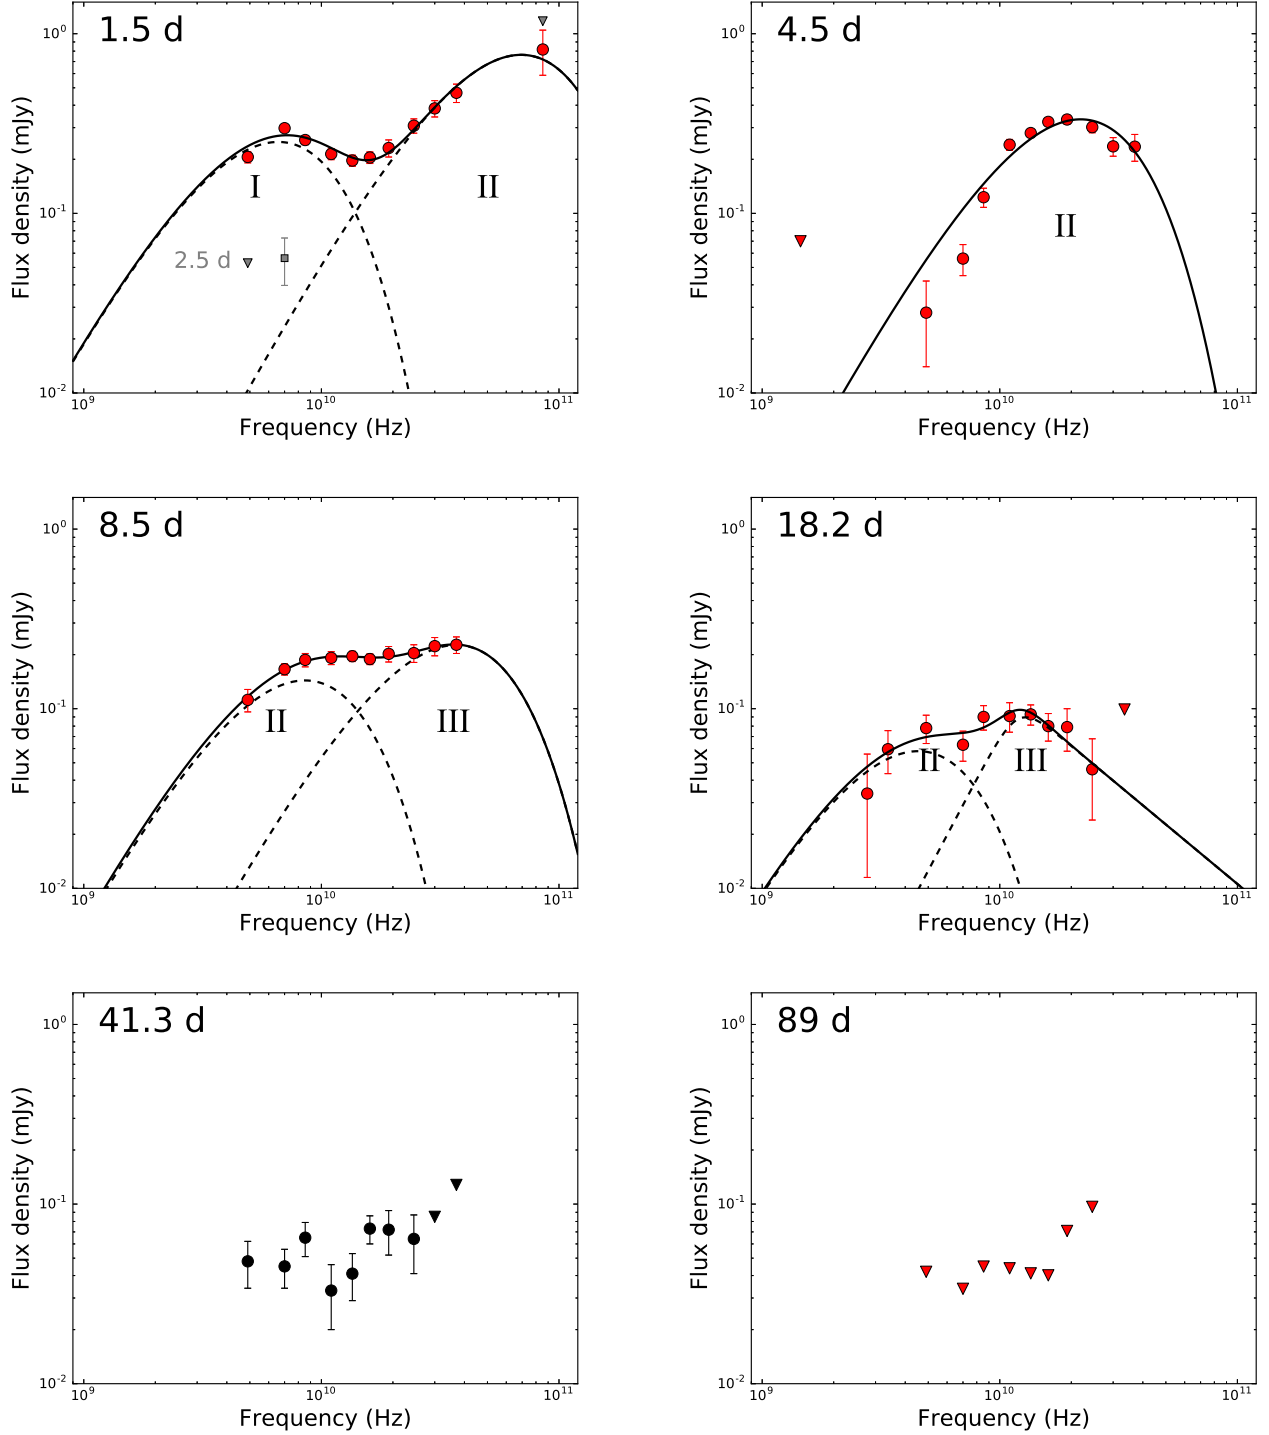 1.5 d
Flux density (mJy)
10⁰
10⁻¹
10⁻²
I
II
2.5 d
10⁹ 10¹⁰ 10¹¹
Frequency (Hz)
4.5 d
Flux density (mJy)
10⁰
10⁻¹
10⁻²
II
10⁹ 10¹⁰ 10¹¹
Frequency (Hz)
8.5 d
Flux density (mJy)
10⁰
10⁻¹
10⁻²
II III
10⁹ 10¹⁰ 10¹¹
Frequency (Hz)
18.2 d
Flux density (mJy)
10⁰
10⁻¹
10⁻²
II III
10⁹ 10¹⁰ 10¹¹
Frequency (Hz)
41.3 d
Flux density (mJy)
10⁰
10⁻¹
10⁻²
10⁹ 10¹⁰ 10¹¹
Frequency (Hz)
89 d
Flux density (mJy)
10⁰
10⁻¹
10⁻²
10⁹ 10¹⁰ 10¹¹
Frequency (Hz)